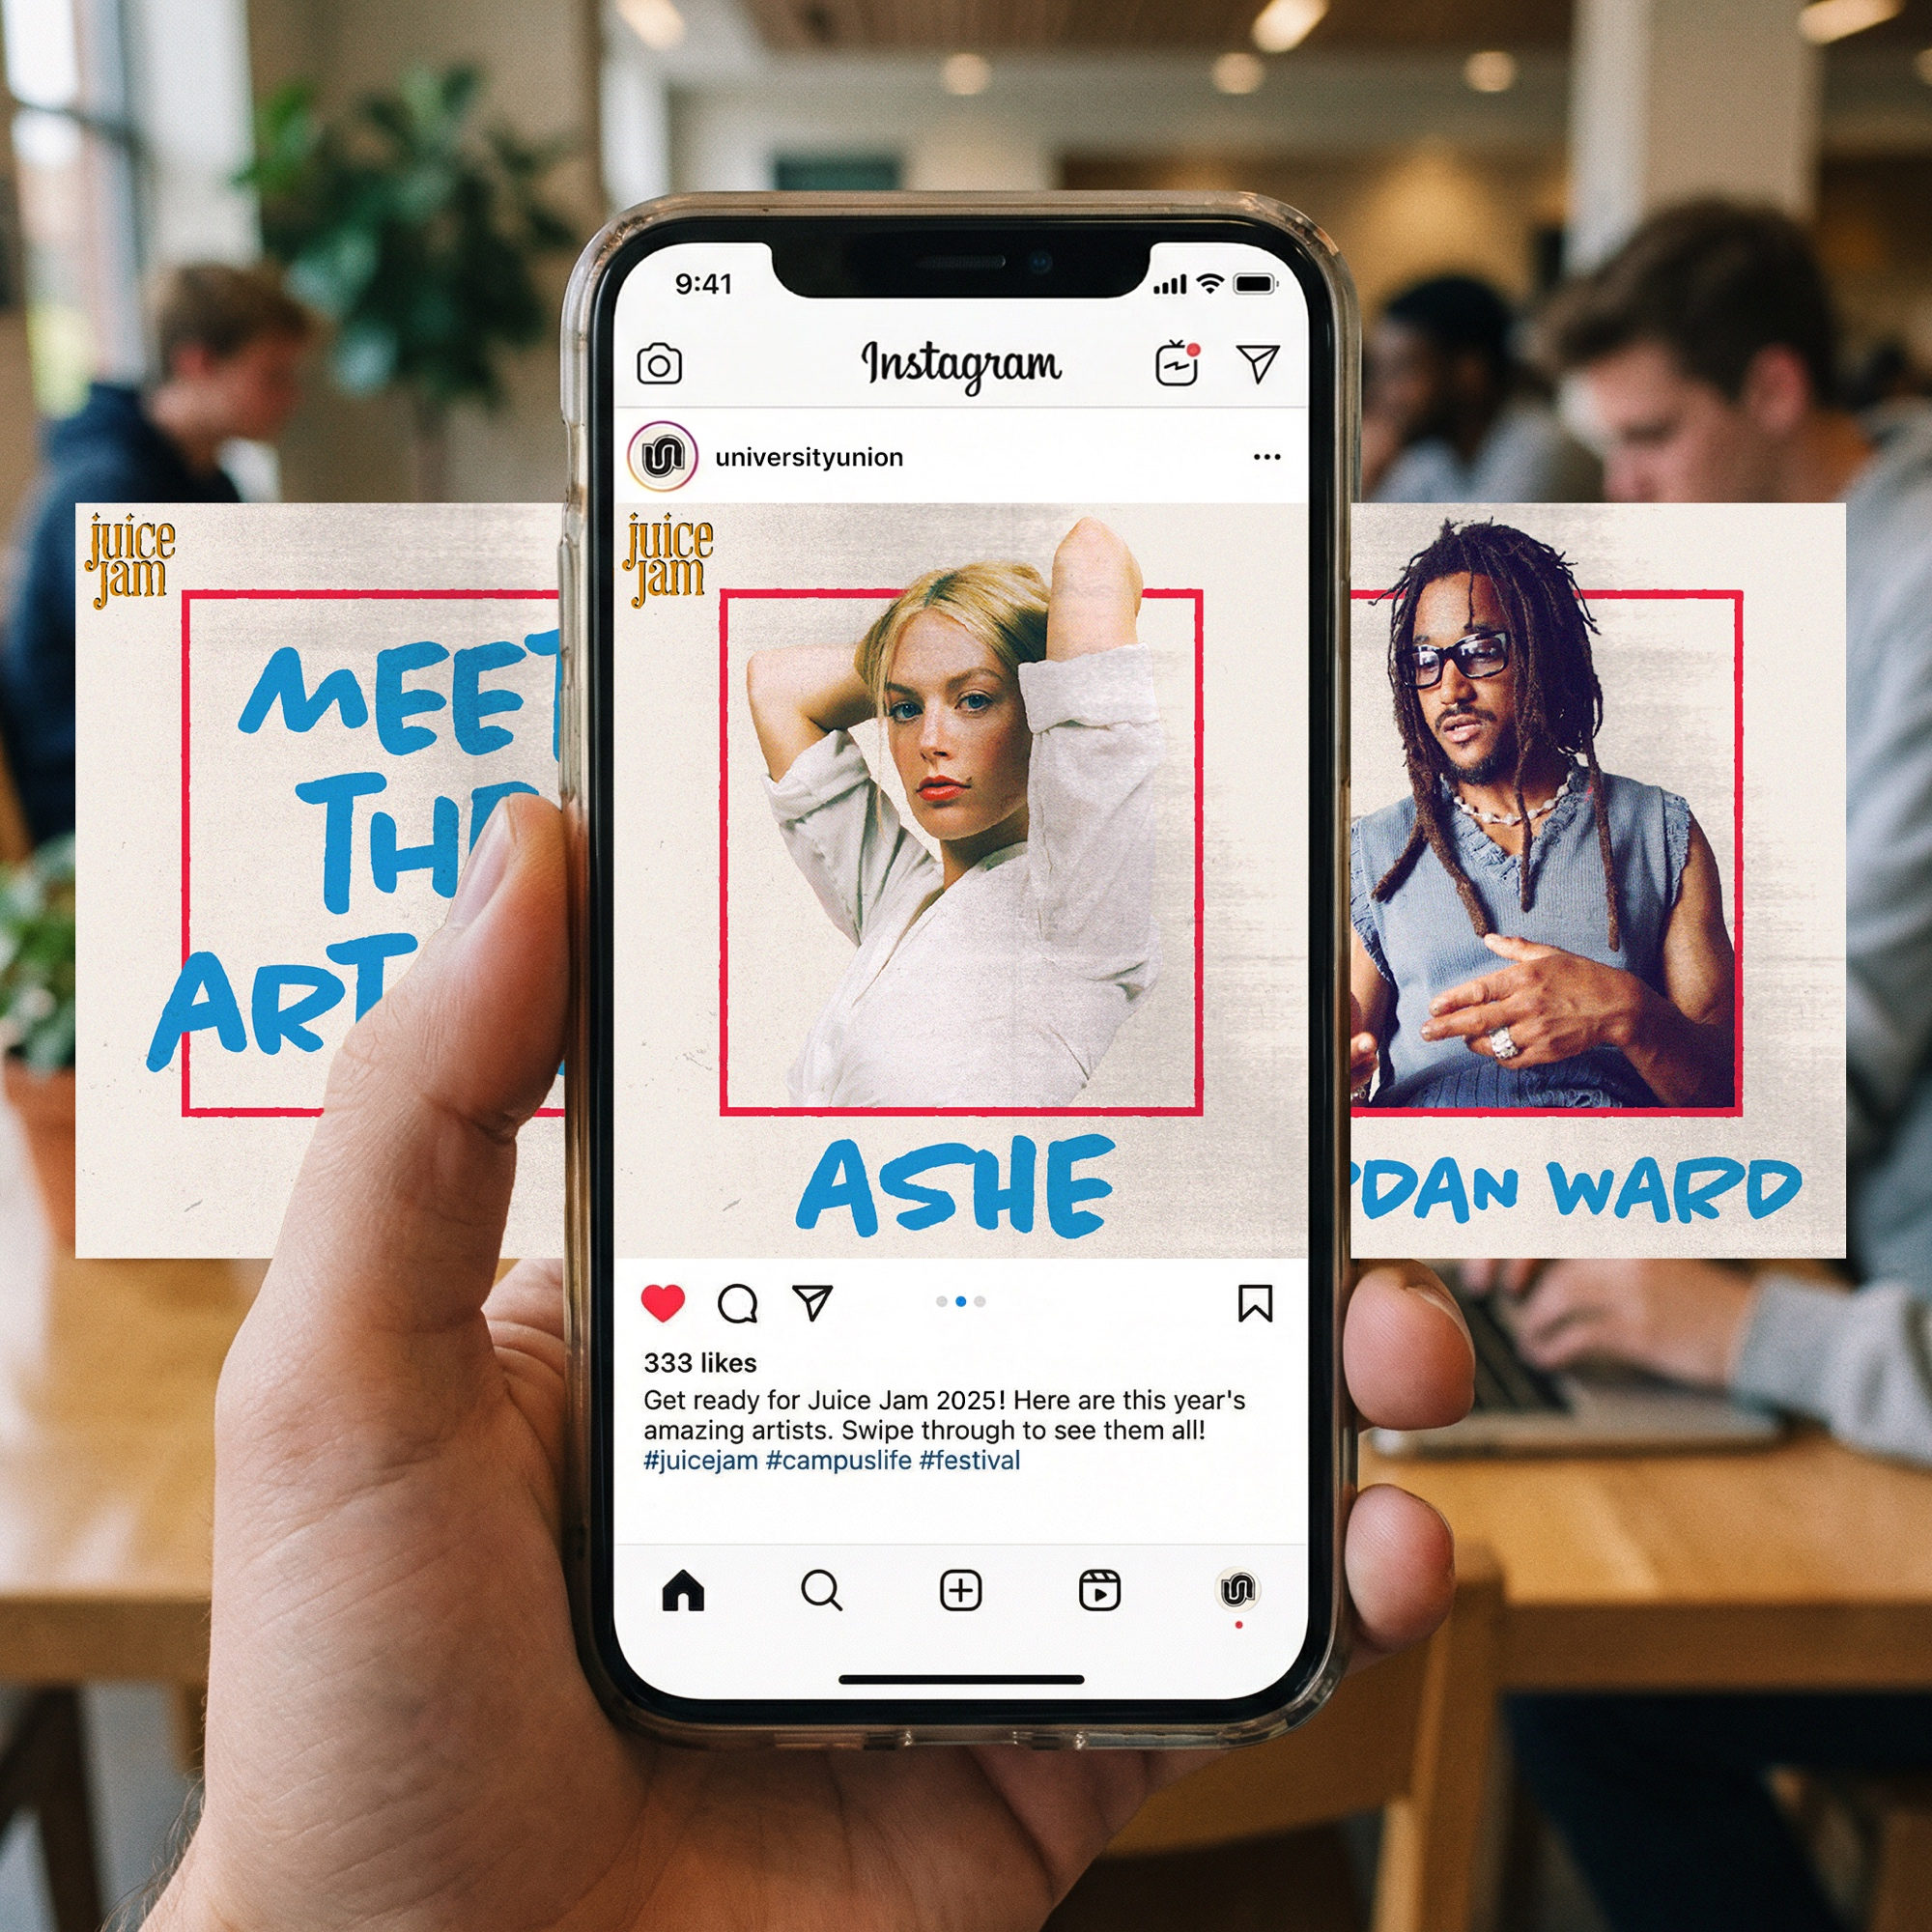 9:41
Instagram
universityunion
juice
jam
MEET
THE
ART
juice
jam
ASHE
DAN WARD
333 likes
Get ready for Juice Jam 2025! Here are this year's
amazing artists. Swipe through to see them all!
#juicejam #campuslife #festival